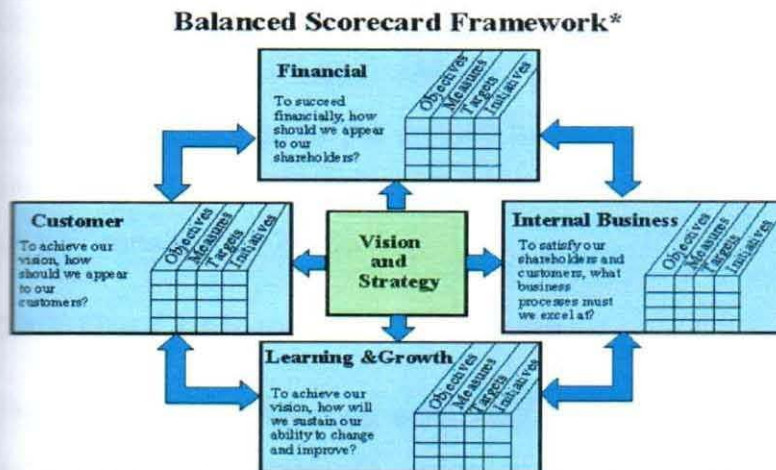 Balanced Scorecard Framework*
Financial
To succeed
financially, how
should we appear
to our
shareholders?
Objectives
Measures
Targets
Initiatives
Customer
To achieve our
vision, how
should we appear
to our
customers?
Objectives
Measures
Targets
Initiatives
Vision
and
Strategy
Internal Business
To satisfy our
shareholders and
customers, what
business
processes must
we excel at?
Objectives
Measures
Targets
Initiatives
Learning &Growth
To achieve our
vision, how will
we sustain our
ability to change
and improve?
Objectives
Measures
Targets
Initiatives